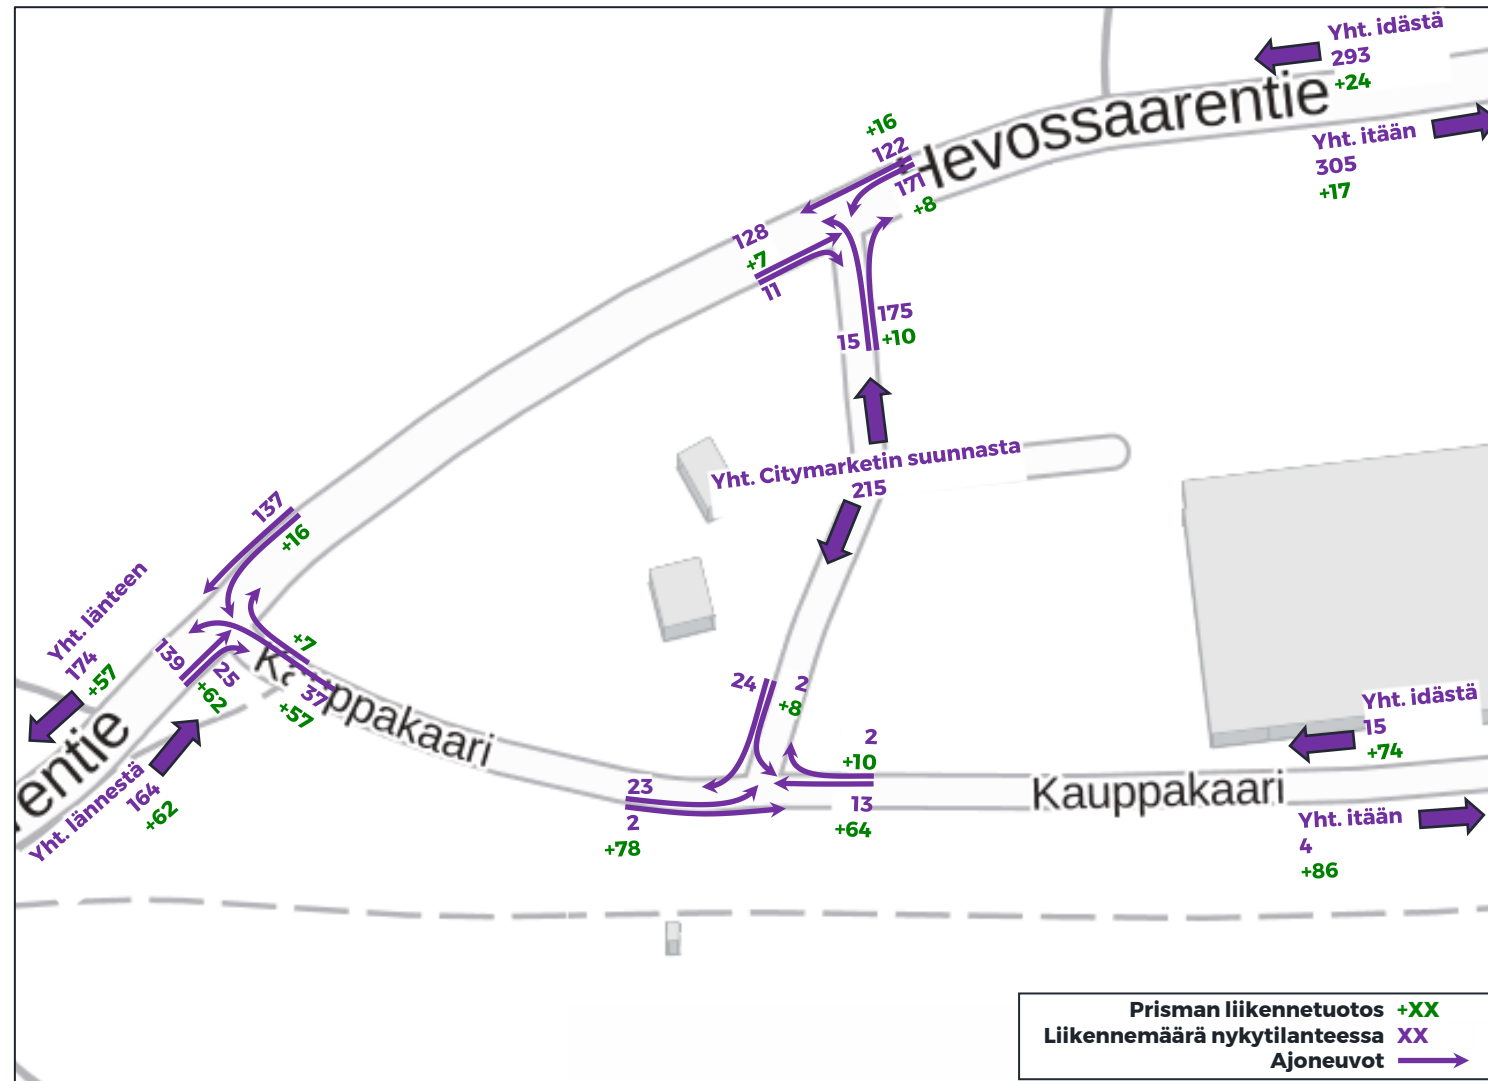 Yht. idästä
293
+24
Hevossaarentie
Yht. itään
305
+17
+16
122
171
+8
128
+7
11
175
+10
15
Yht. Citymarketin suunnasta
215
137
+16
Yht. länteen
174
+57
139
25
+62
+7
37
+57
Kauppakaari
rentie
Yht. lännestä
164
+62
24
2
+8
2
+10
23
2
+78
13
+64
Kauppakaari
Yht. idästä
15
+74
Yht. itään
4
+86
Prisman liikennetuotos +XX
Liikennemäärä nykytilanteessa XX
Ajoneuvot